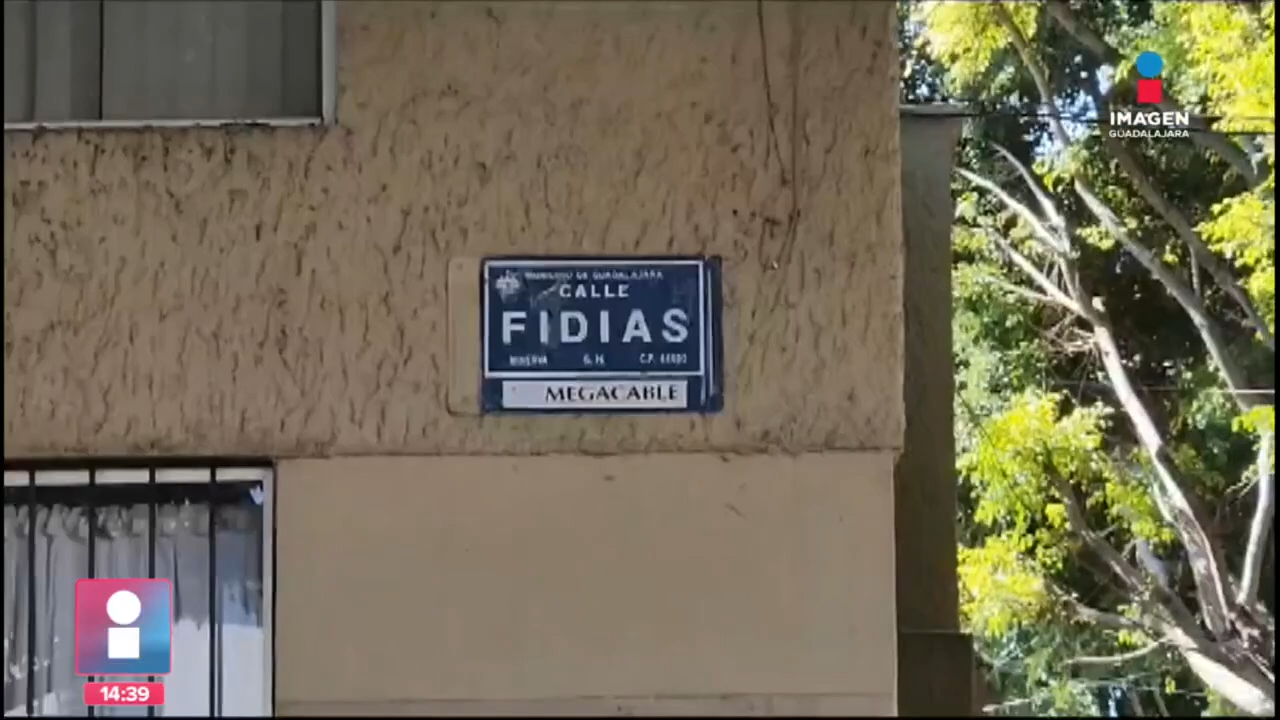 IMAGEN
GUADALAJARA
MUNICIPIO DE GUADALAJARA
CALLE
FIDIAS
MINERVA S. H. C.P.
MEGACABLE
14:39